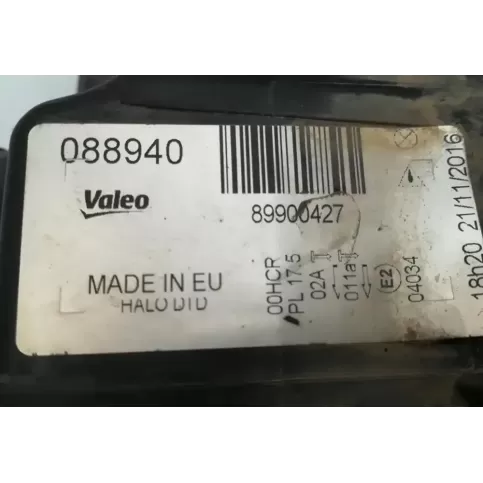 088940
Valeo
89900427
MADE IN EU
HALO DTD
00HCR
PL 17.5
02A
011a
E2
04034
18h20 21/11/2016